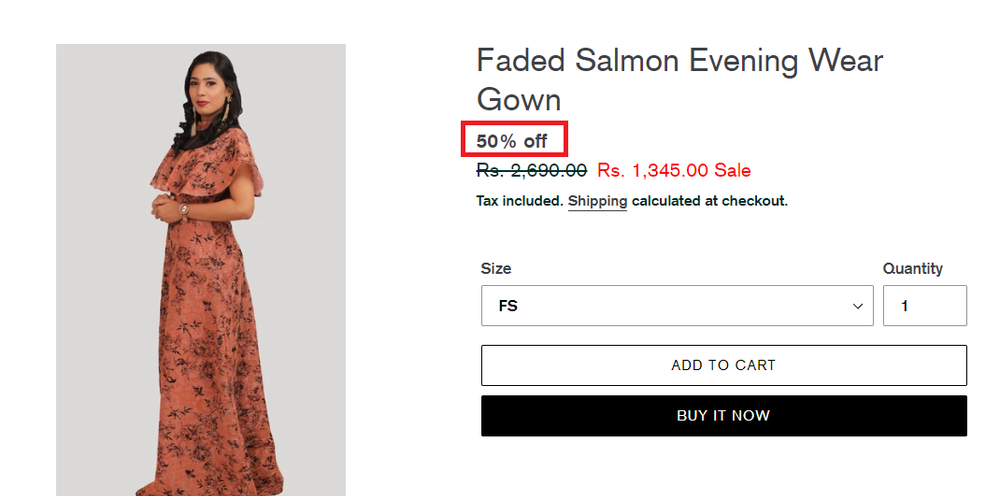 Faded Salmon Evening Wear
Gown
50% off
Rs. 2,690.00 Rs. 1,345.00 Sale
Tax included. Shipping calculated at checkout.
Size Quantity
FS 1
ADD TO CART
BUY IT NOW